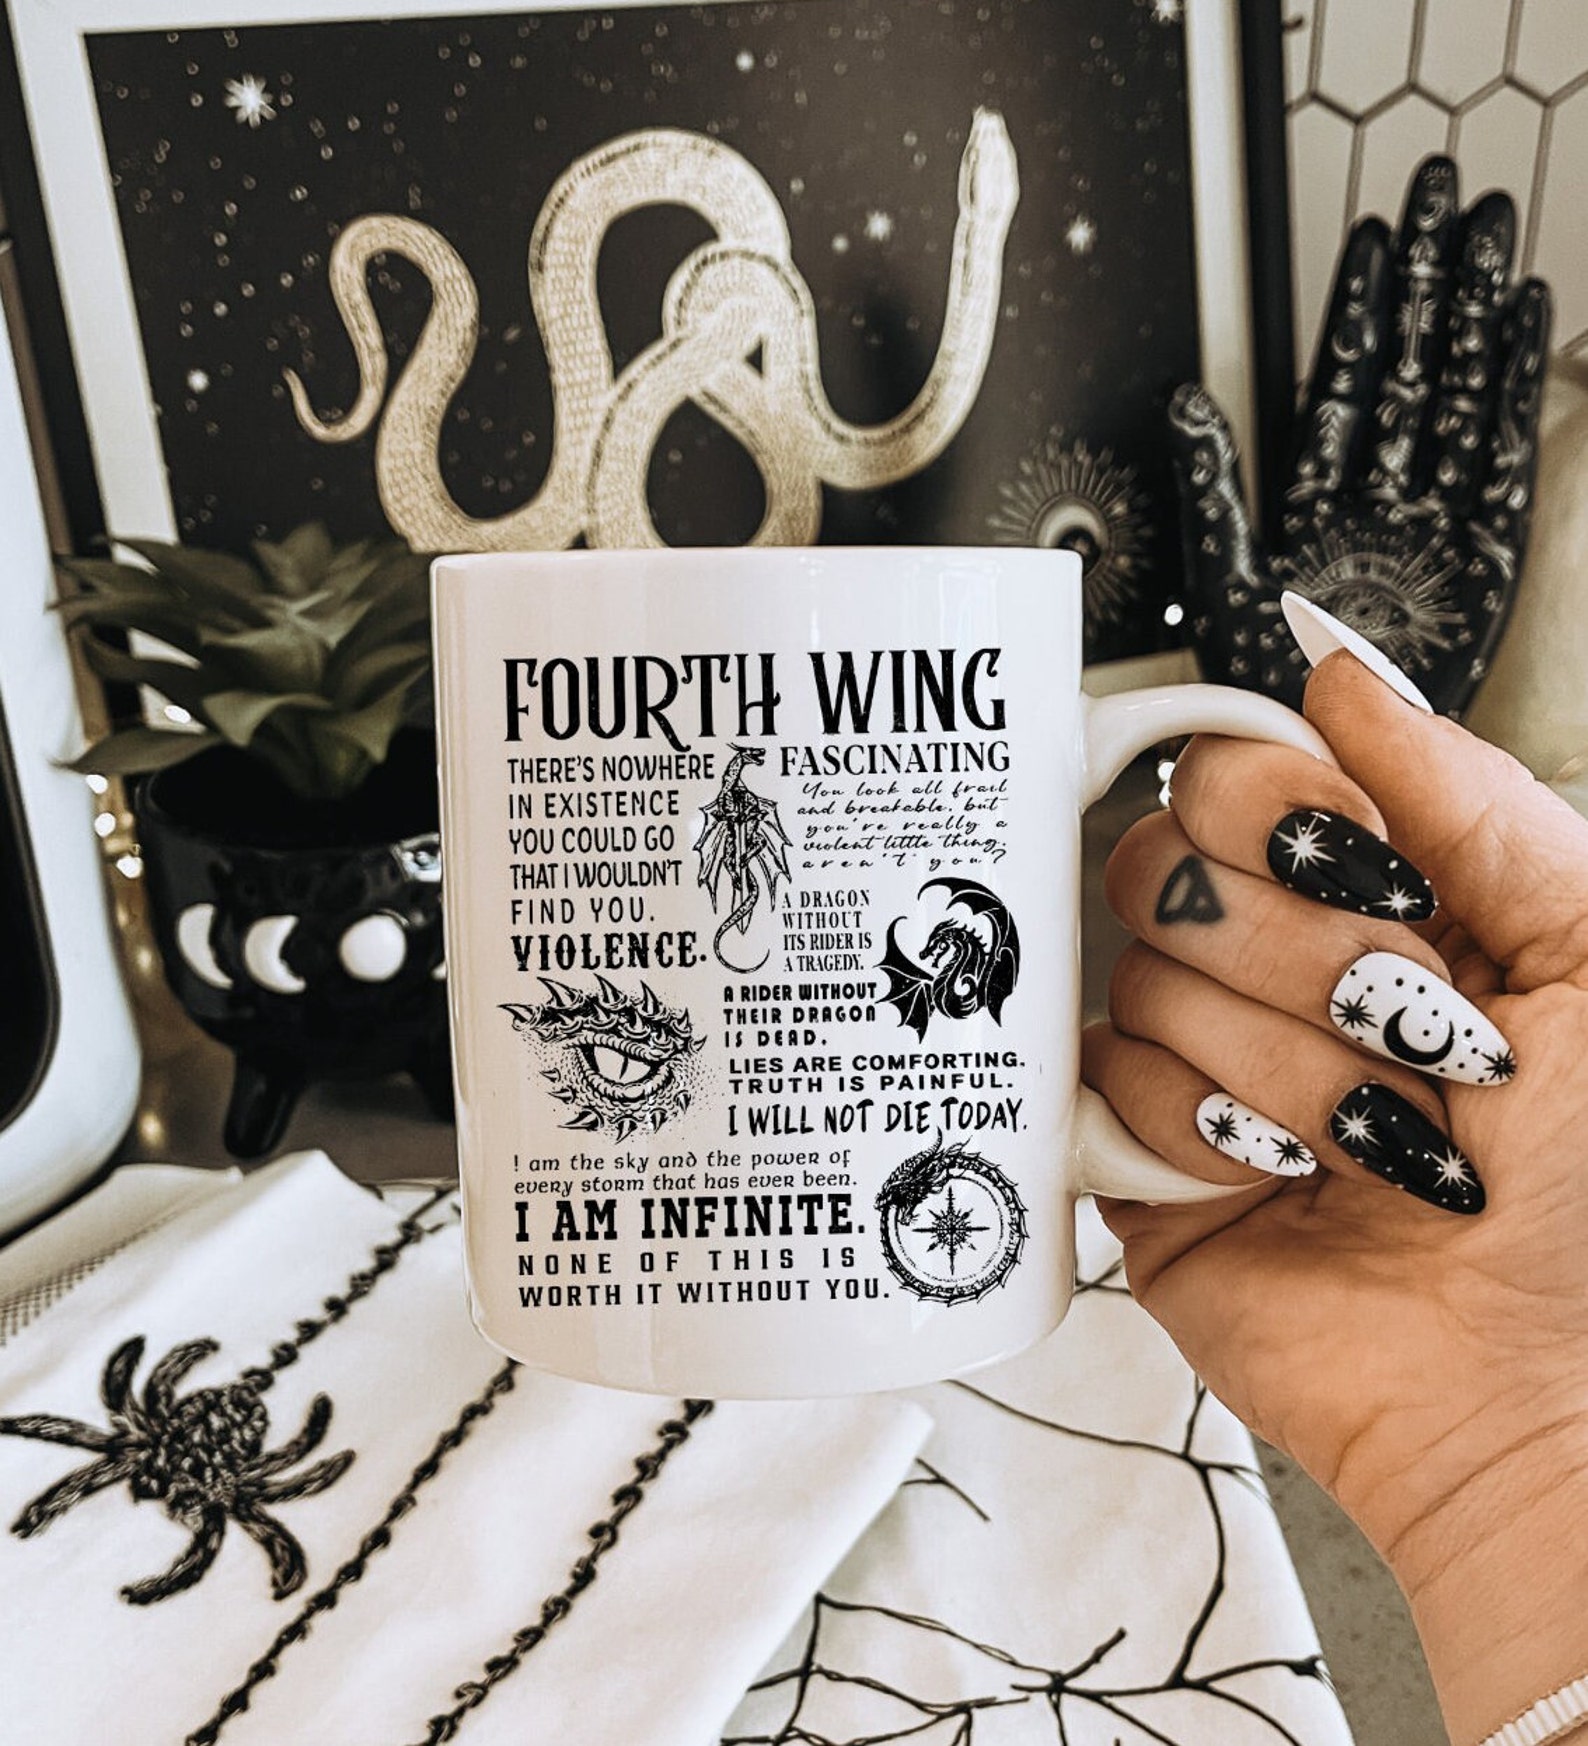 FOURTH WING
THERE'S NOWHERE
IN EXISTENCE
YOU COULD GO
THAT I WOULDN'T
FIND YOU.
VIOLENCE.
FASCINATING
You look all frail
and breakable, but
you're really a
violent little thing,
aren't you?
A DRAGON
WITHOUT
ITS RIDER IS
A TRAGEDY.
A RIDER WITHOUT
THEIR DRAGON
IS DEAD.
LIES ARE COMFORTING.
TRUTH IS PAINFUL.
I WILL NOT DIE TODAY.
I am the sky and the power of
every storm that has ever been.
I AM INFINITE.
NONE OF THIS IS
WORTH IT WITHOUT YOU.